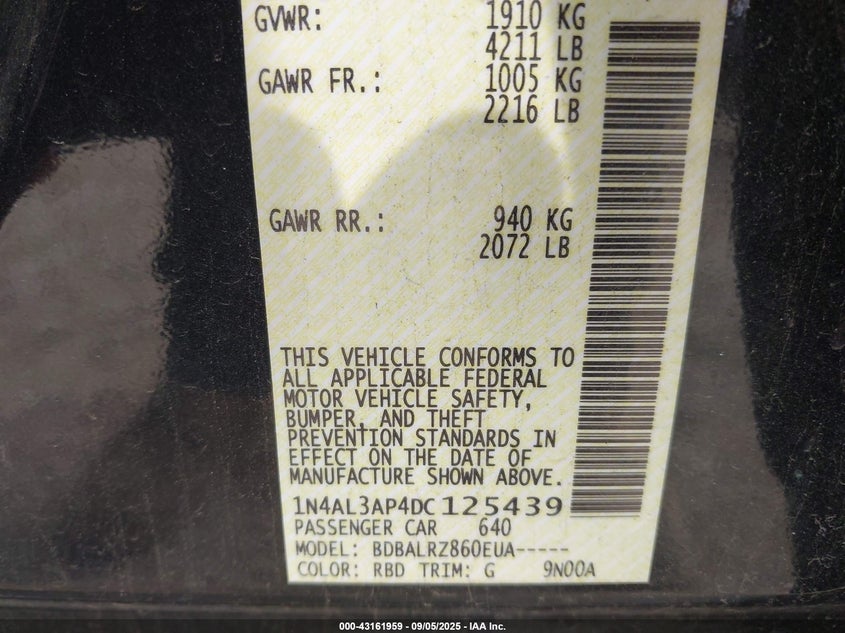 GVWR: 1910 KG
4211 LB
GAWR FR.: 1005 KG
2216 LB
GAWR RR.: 940 KG
2072 LB
THIS VEHICLE CONFORMS TO
ALL APPLICABLE FEDERAL
MOTOR VEHICLE SAFETY,
BUMPER, AND THEFT
PREVENTION STANDARDS IN
EFFECT ON THE DATE OF
MANUFACTURE SHOWN ABOVE.
1N4AL3AP4DC125439
PASSENGER CAR 640
MODEL: BDBALRZ860EUA-----
COLOR: RBD TRIM: G 9N00A
000-43161959 - 09/05/2025 - IAA Inc.